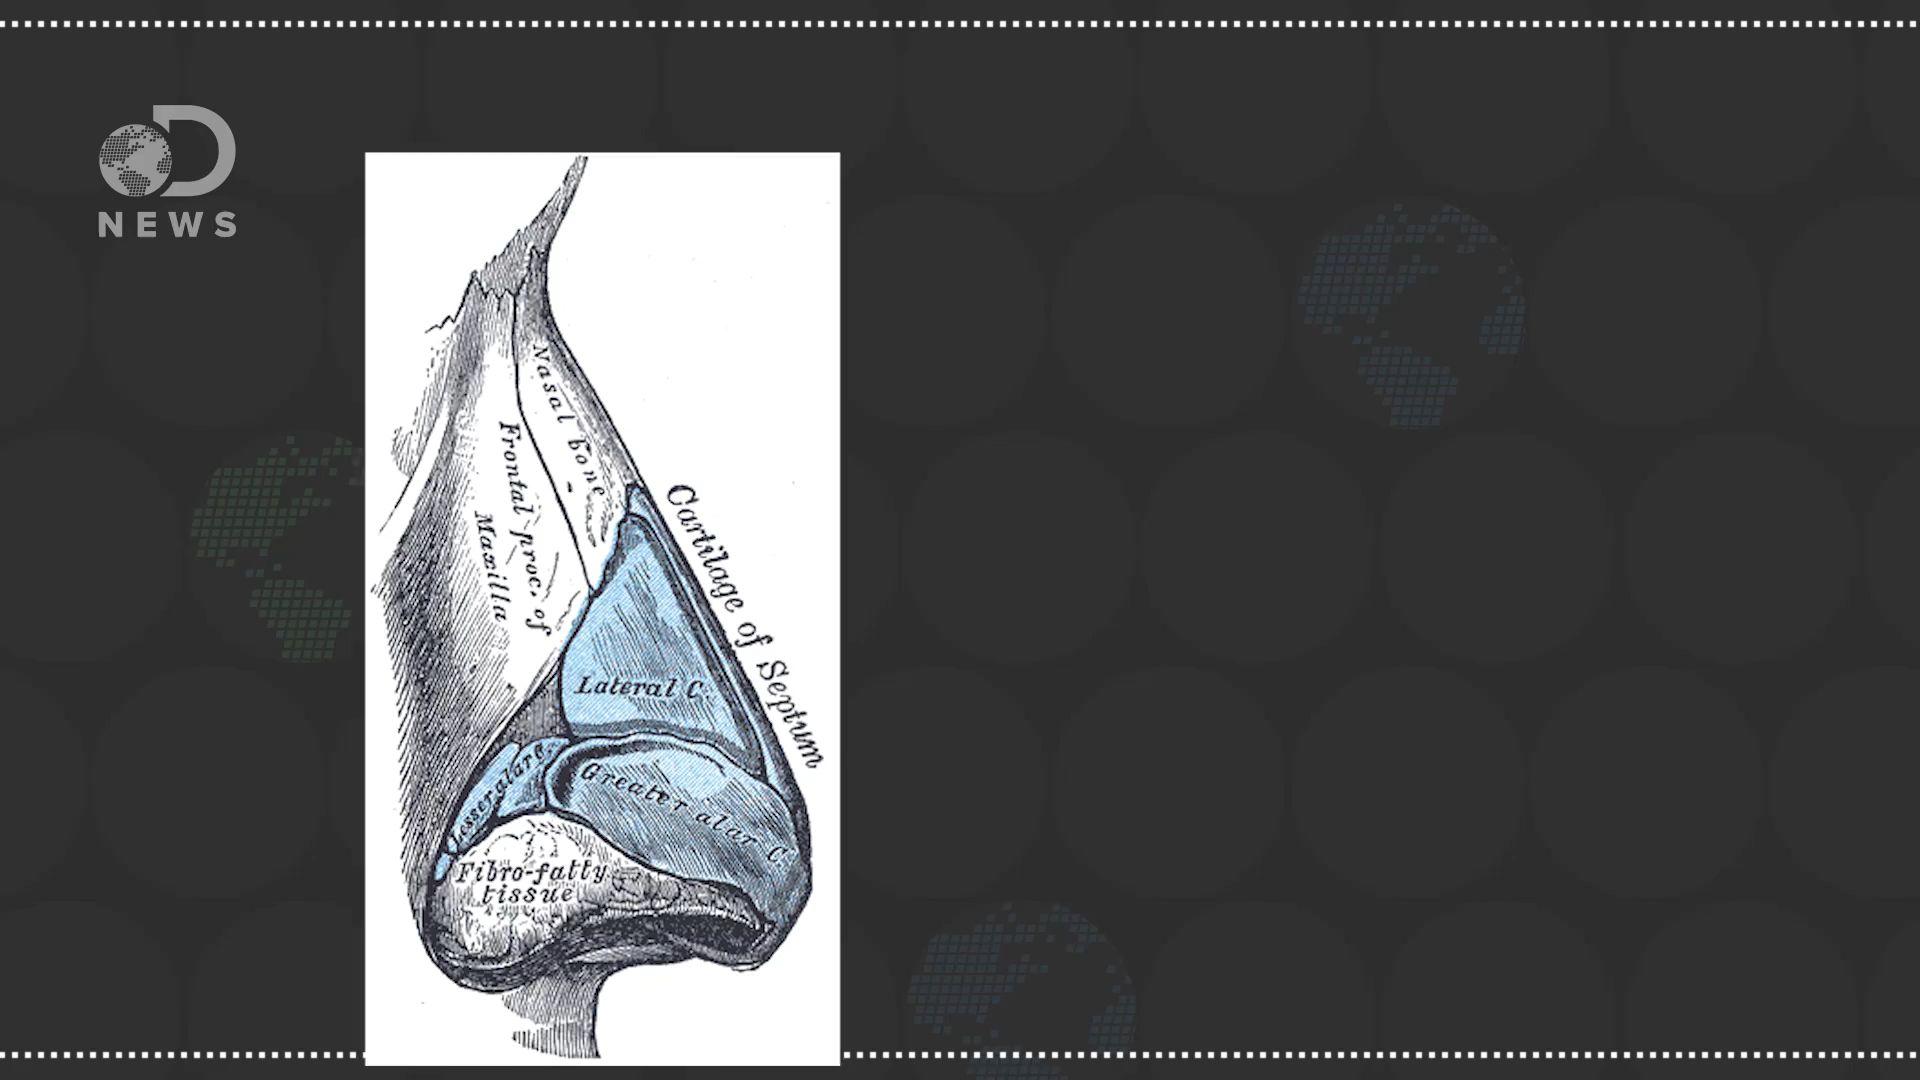 NEWS
Nasal bone
Frontal proc. of
Maxilla
Cartilage of Septum
Lateral C.
Lesser alar C.
Greater alar C.
Fibro-fatty
tissue